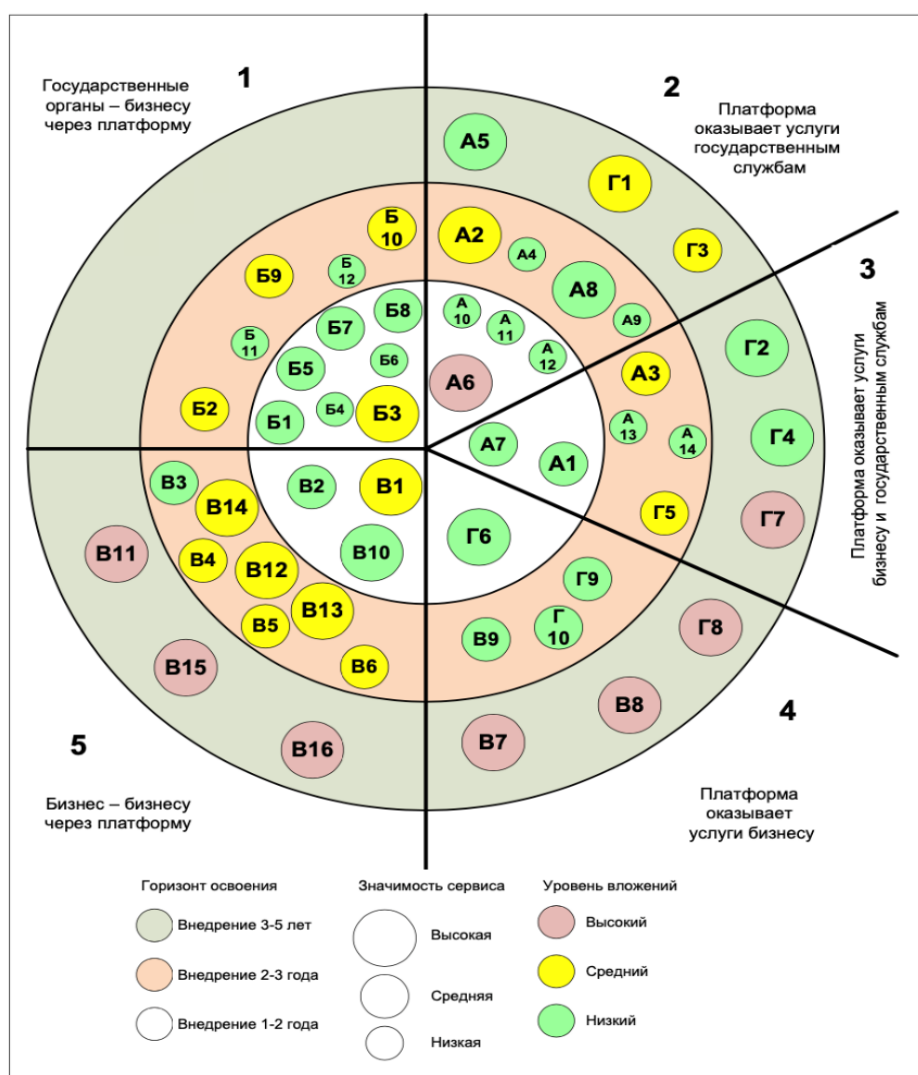 1
Государственные
органы – бизнесу
через платформу
2
Платформа
оказывает услуги
государственным
службам
3
Платформа оказывает услуги
бизнесу и государственным службам
4
Платформа
оказывает
услуги бизнесу
5
Бизнес – бизнесу
через платформу
Б
10
Б
12
Б9
Б
11
Б2
Б8
Б7
Б6
Б5
Б4
Б3
Б1
А5
Г1
Г3
А2
А4
А8
А9
А
10
А
11
А
12
А6
Г2
Г4
Г7
А3
А
13
А
14
Г5
А7
А1
Г6
Г9
Г
10
В9
Г8
В8
В7
В1
В2
В10
В3
В14
В4
В12
В13
В5
В6
В11
В15
В16
Горизонт освоения
Внедрение 3-5 лет
Внедрение 2-3 года
Внедрение 1-2 года
Значимость сервиса
Высокая
Средняя
Низкая
Уровень вложений
Высокий
Средний
Низкий